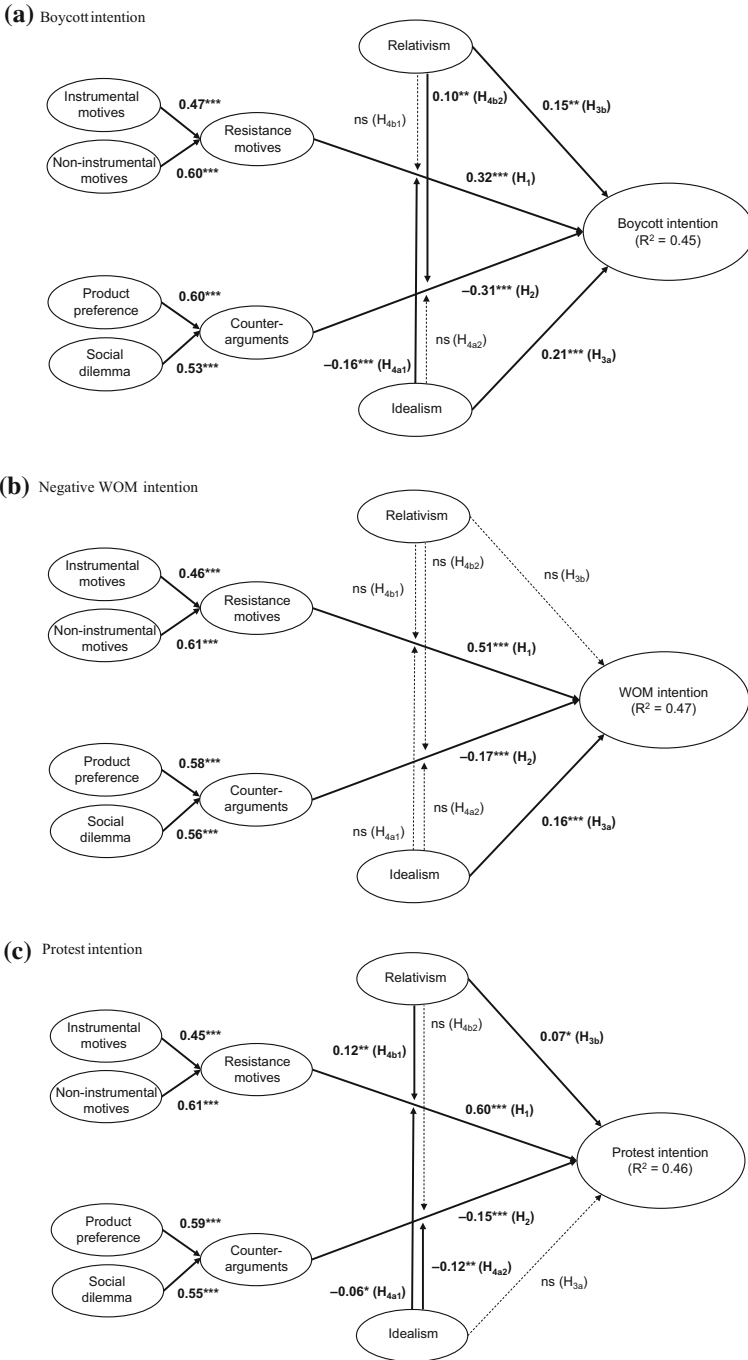 (a) Boycott intention
Relativism
Instrumental
motives
0.47***
0.10** (H4b2)
0.15** (H3b)
ns (H4b1)
Resistance
motives
Non-instrumental
motives
0.60***
0.32*** (H1)
Boycott intention
(R² = 0.45)
Product
preference
0.60***
–0.31*** (H2)
Counter-
arguments
ns (H4a2)
Social
dilemma
0.53***
–0.16*** (H4a1)
0.21*** (H3a)
Idealism
(b) Negative WOM intention
Relativism
Instrumental
motives
0.46***
ns (H4b2)
ns (H3b)
ns (H4b1)
Resistance
motives
Non-instrumental
motives
0.61***
0.51*** (H1)
WOM intention
(R² = 0.47)
Product
preference
0.58***
–0.17*** (H2)
Counter-
arguments
ns (H4a2)
Social
dilemma
0.56***
ns (H4a1)
0.16*** (H3a)
Idealism
(c) Protest intention
Relativism
Instrumental
motives
0.45***
ns (H4b2)
0.07* (H3b)
0.12** (H4b1)
Resistance
motives
Non-instrumental
motives
0.61***
0.60*** (H1)
Protest intention
(R² = 0.46)
Product
preference
0.59***
–0.15*** (H2)
Counter-
arguments
–0.12** (H4a2)
Social
dilemma
0.55***
–0.06* (H4a1)
ns (H3a)
Idealism